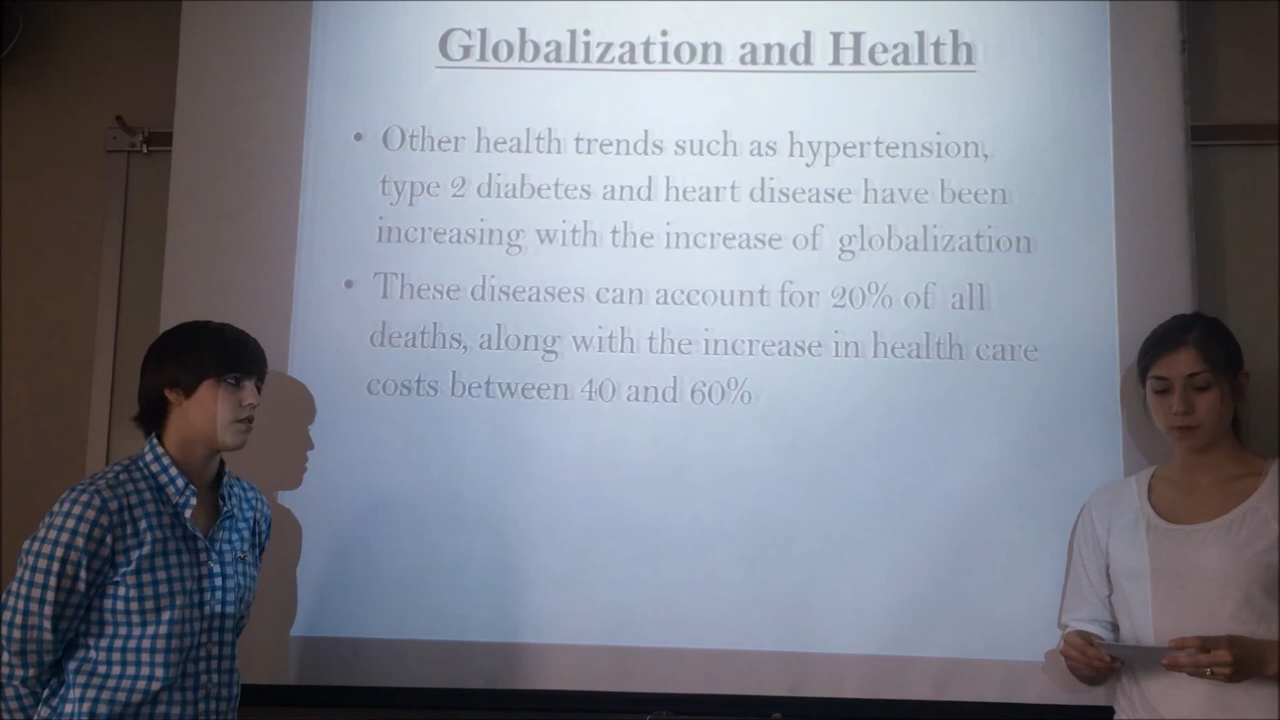 Globalization and Health
• Other health trends such as hypertension,
type 2 diabetes and heart disease have been
increasing with the increase of globalization
• These diseases can account for 20% of all
deaths, along with the increase in health care
costs between 40 and 60%